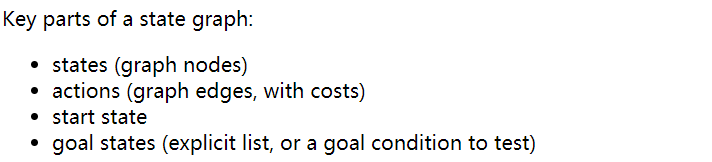 Key parts of a state graph:
• states (graph nodes)
• actions (graph edges, with costs)
• start state
• goal states (explicit list, or a goal condition to test)